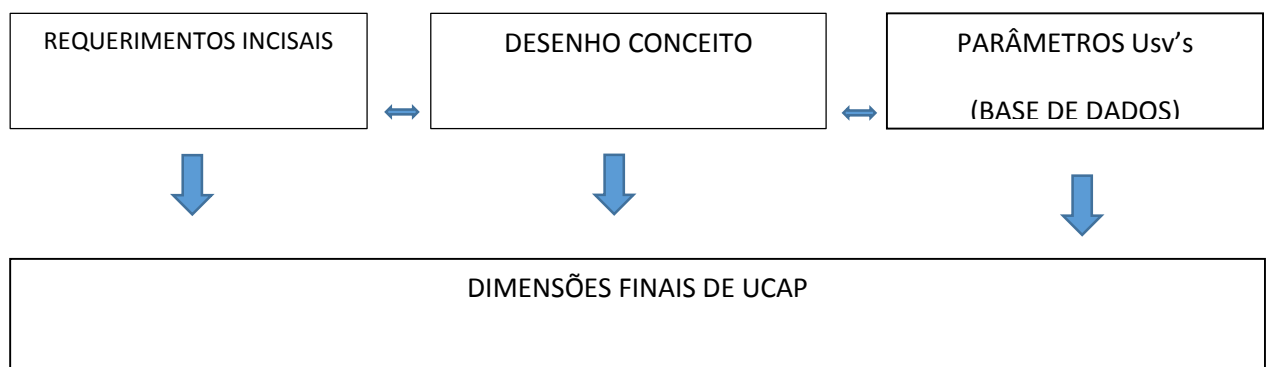 REQUERIMENTOS INCISAIS
DESENHO CONCEITO
PARÂMETROS Usv’s
(BASE DE DADOS)
DIMENSÕES FINAIS DE UCAP